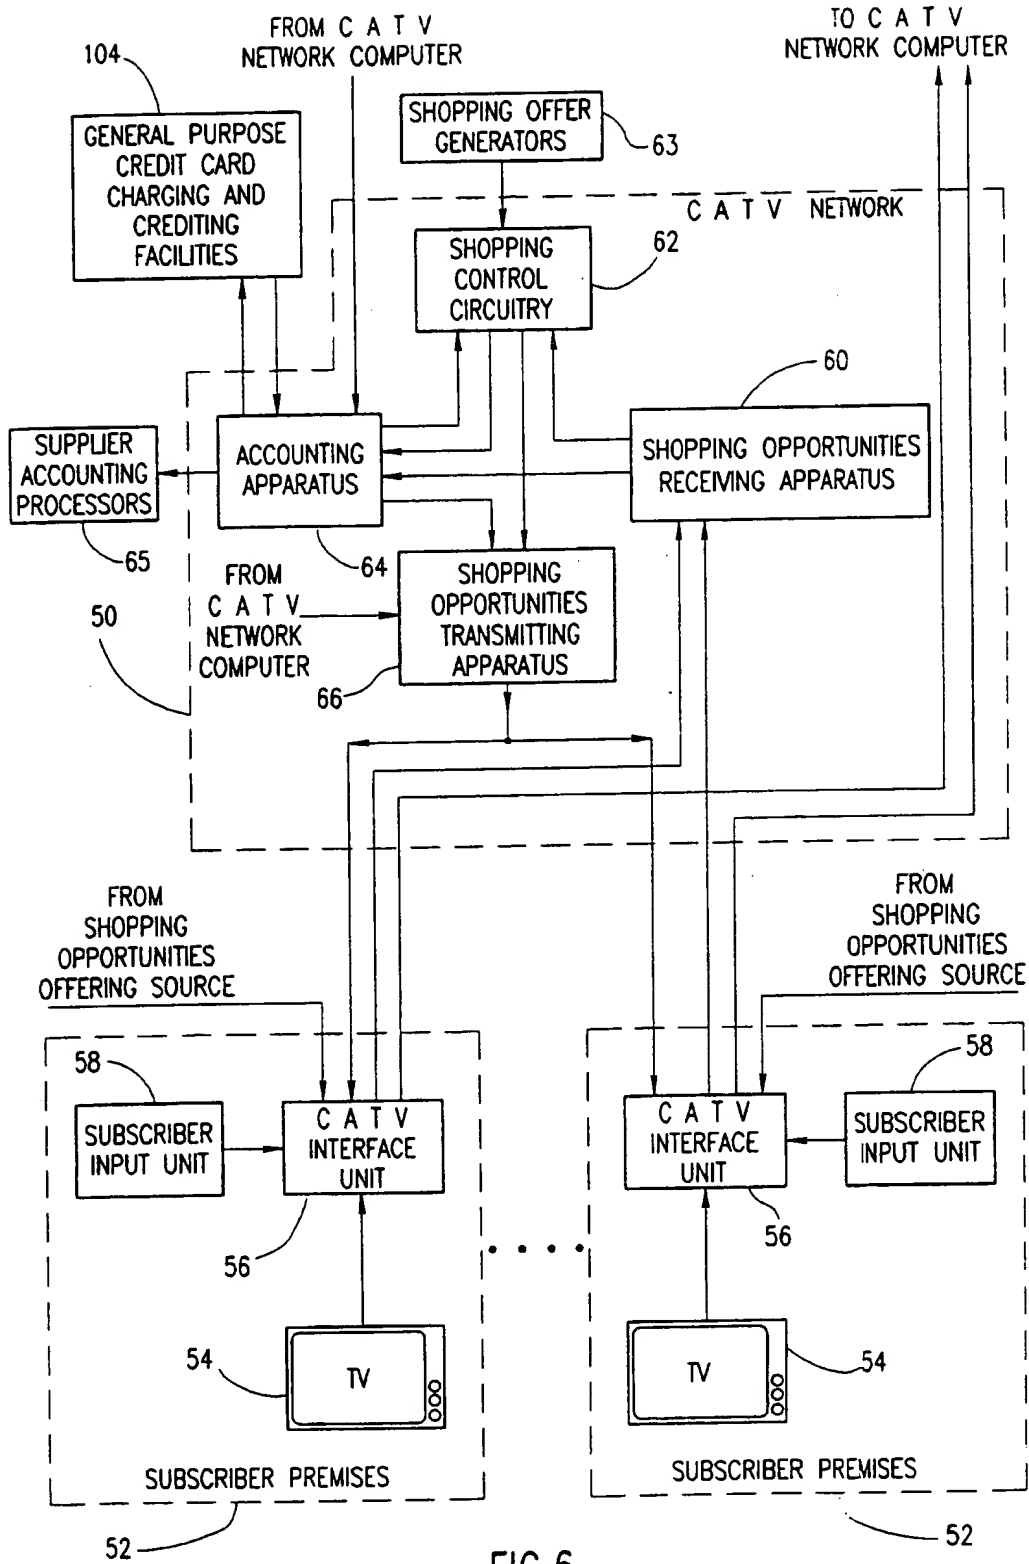 FROM C A T V
NETWORK COMPUTER
TO C A T V
NETWORK COMPUTER
104
GENERAL PURPOSE
CREDIT CARD
CHARGING AND
CREDITING
FACILITIES
SHOPPING OFFER
GENERATORS
63
C A T V NETWORK
SHOPPING
CONTROL
CIRCUITRY
62
60
SUPPLIER
ACCOUNTING
PROCESSORS
65
ACCOUNTING
APPARATUS
64
SHOPPING OPPORTUNITIES
RECEIVING APPARATUS
FROM
C A T V
NETWORK
COMPUTER
SHOPPING
OPPORTUNITIES
TRANSMITTING
APPARATUS
66
50
FROM
SHOPPING
OPPORTUNITIES
OFFERING SOURCE
FROM
SHOPPING
OPPORTUNITIES
OFFERING SOURCE
58
SUBSCRIBER
INPUT UNIT
C A T V
INTERFACE
UNIT
56
C A T V
INTERFACE
UNIT
56
58
SUBSCRIBER
INPUT UNIT
54
TV
TV
54
SUBSCRIBER PREMISES
SUBSCRIBER PREMISES
52
52
FIG.6